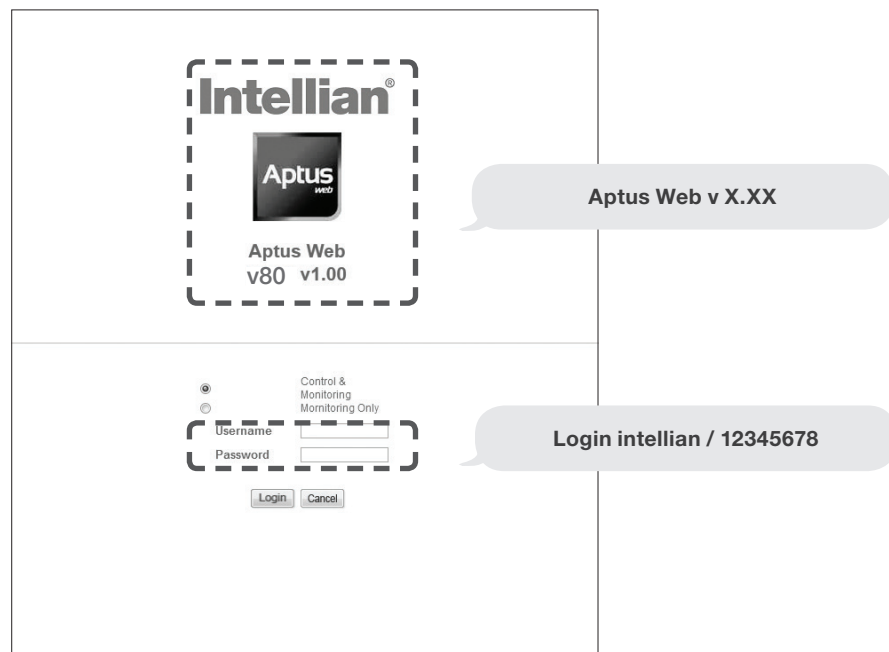 Intellian®
Aptus
web
Aptus Web v X.XX
Aptus Web
v80 v1.00
Control &
Monitoring
Mornitoring Only
Username
Login intellian / 12345678
Password
Login Cancel